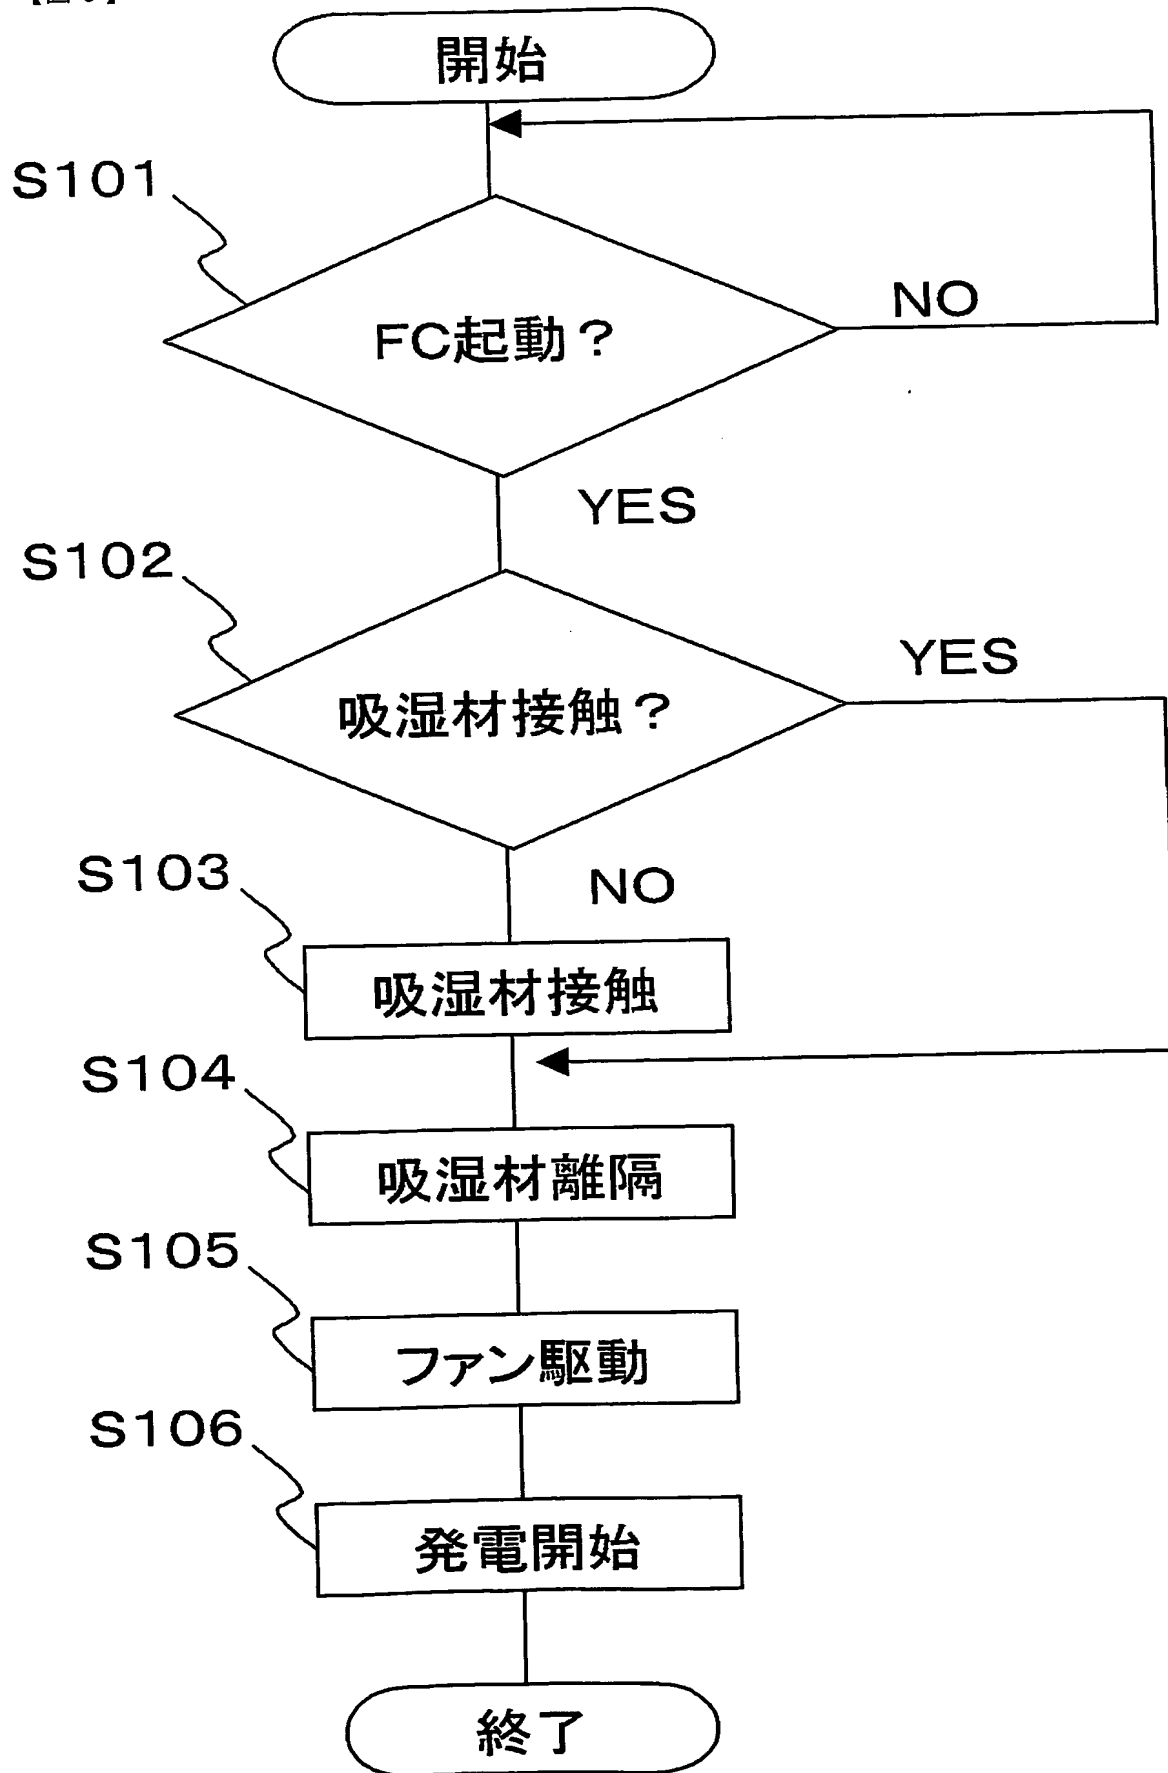 開始
S101
FC起動？
NO
YES
S102
吸湿材接触？
YES
NO
S103
吸湿材接触
S104
吸湿材離隔
S105
ファン駆動
S106
発電開始
終了